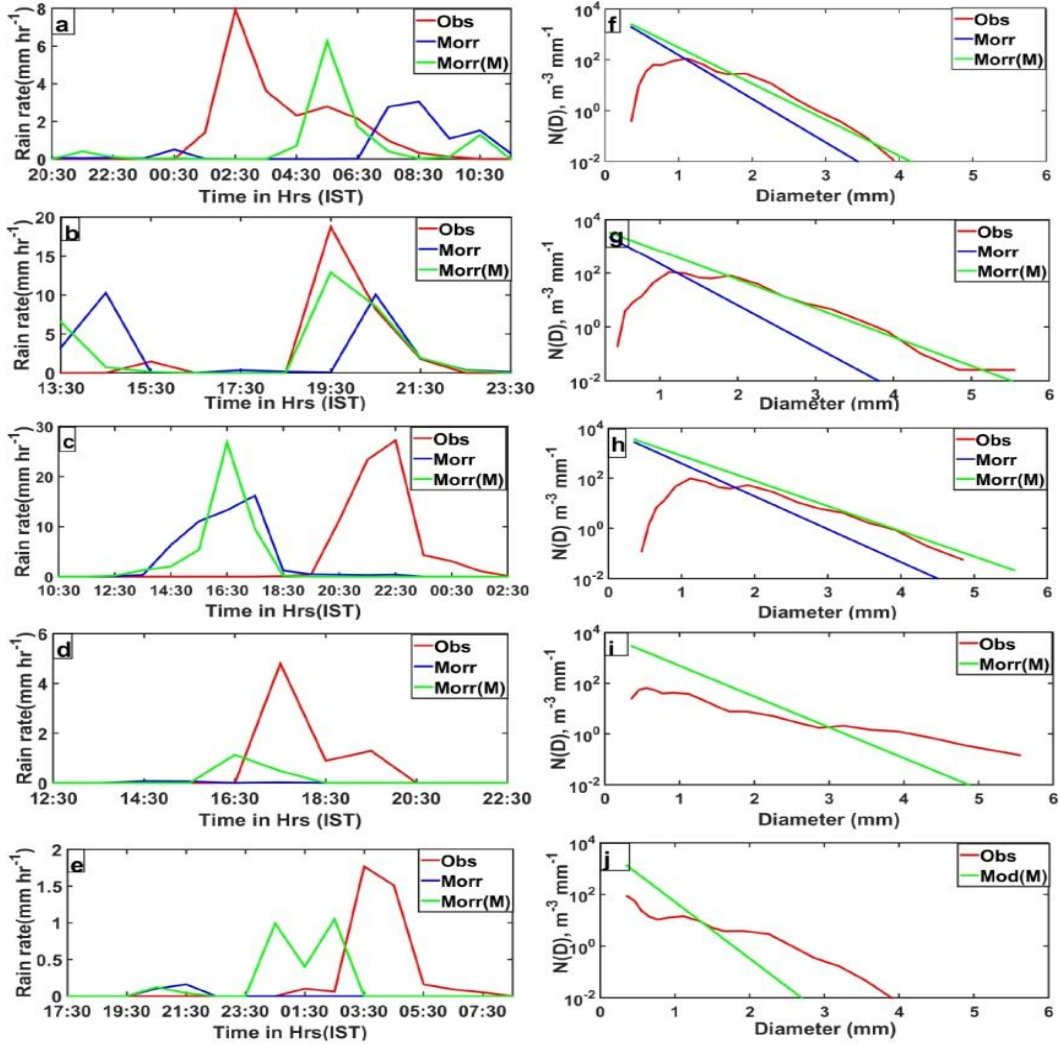 a
Rain rate(mm hr-1)
8
6
4
2
0
Obs
Morr
Morr(M)
20:30 22:30 00:30 02:30 04:30 06:30 08:30 10:30
Time in Hrs (IST)
f
N(D), m-3 mm-1
10^4
10^2
10^0
10^-2
Obs
Morr
Morr(M)
0 1 2 3 4 5 6
Diameter (mm)
b
Rain rate(mm hr-1)
20
15
10
5
0
Obs
Morr
Morr(M)
13:30 15:30 17:30 19:30 21:30 23:30
Time in Hrs (IST)
g
N(D), m-3 mm-1
10^4
10^2
10^0
10^-2
Obs
Morr
Morr(M)
0 1 2 3 4 5 6
Diameter (mm)
c
Rain rate(mm hr-1)
30
20
10
0
Obs
Morr
Morr(M)
10:30 12:30 14:30 16:30 18:30 20:30 22:30 00:30 02:30
Time in Hrs(IST)
h
N(D) m-3 mm-1
10^4
10^2
10^0
10^-2
Obs
Morr
Morr(M)
0 1 2 3 4 5 6
Diameter (mm)
d
Rain rate(mm hr-1)
6
4
2
0
Obs
Morr
Morr(M)
12:30 14:30 16:30 18:30 20:30 22:30
Time in Hrs (IST)
i
N(D), m-3 mm-1
10^4
10^2
10^0
10^-2
Obs
Morr(M)
0 1 2 3 4 5 6
Diameter (mm)
e
Rain rate(mm hr-1)
2
1.5
1
0.5
0
Obs
Morr
Morr(M)
17:30 19:30 21:30 23:30 01:30 03:30 05:30 07:30
Time in Hrs (IST)
j
N(D), m-3 mm-1
10^4
10^2
10^0
10^-2
Obs
Mod(M)
0 1 2 3 4 5 6
Diameter (mm)